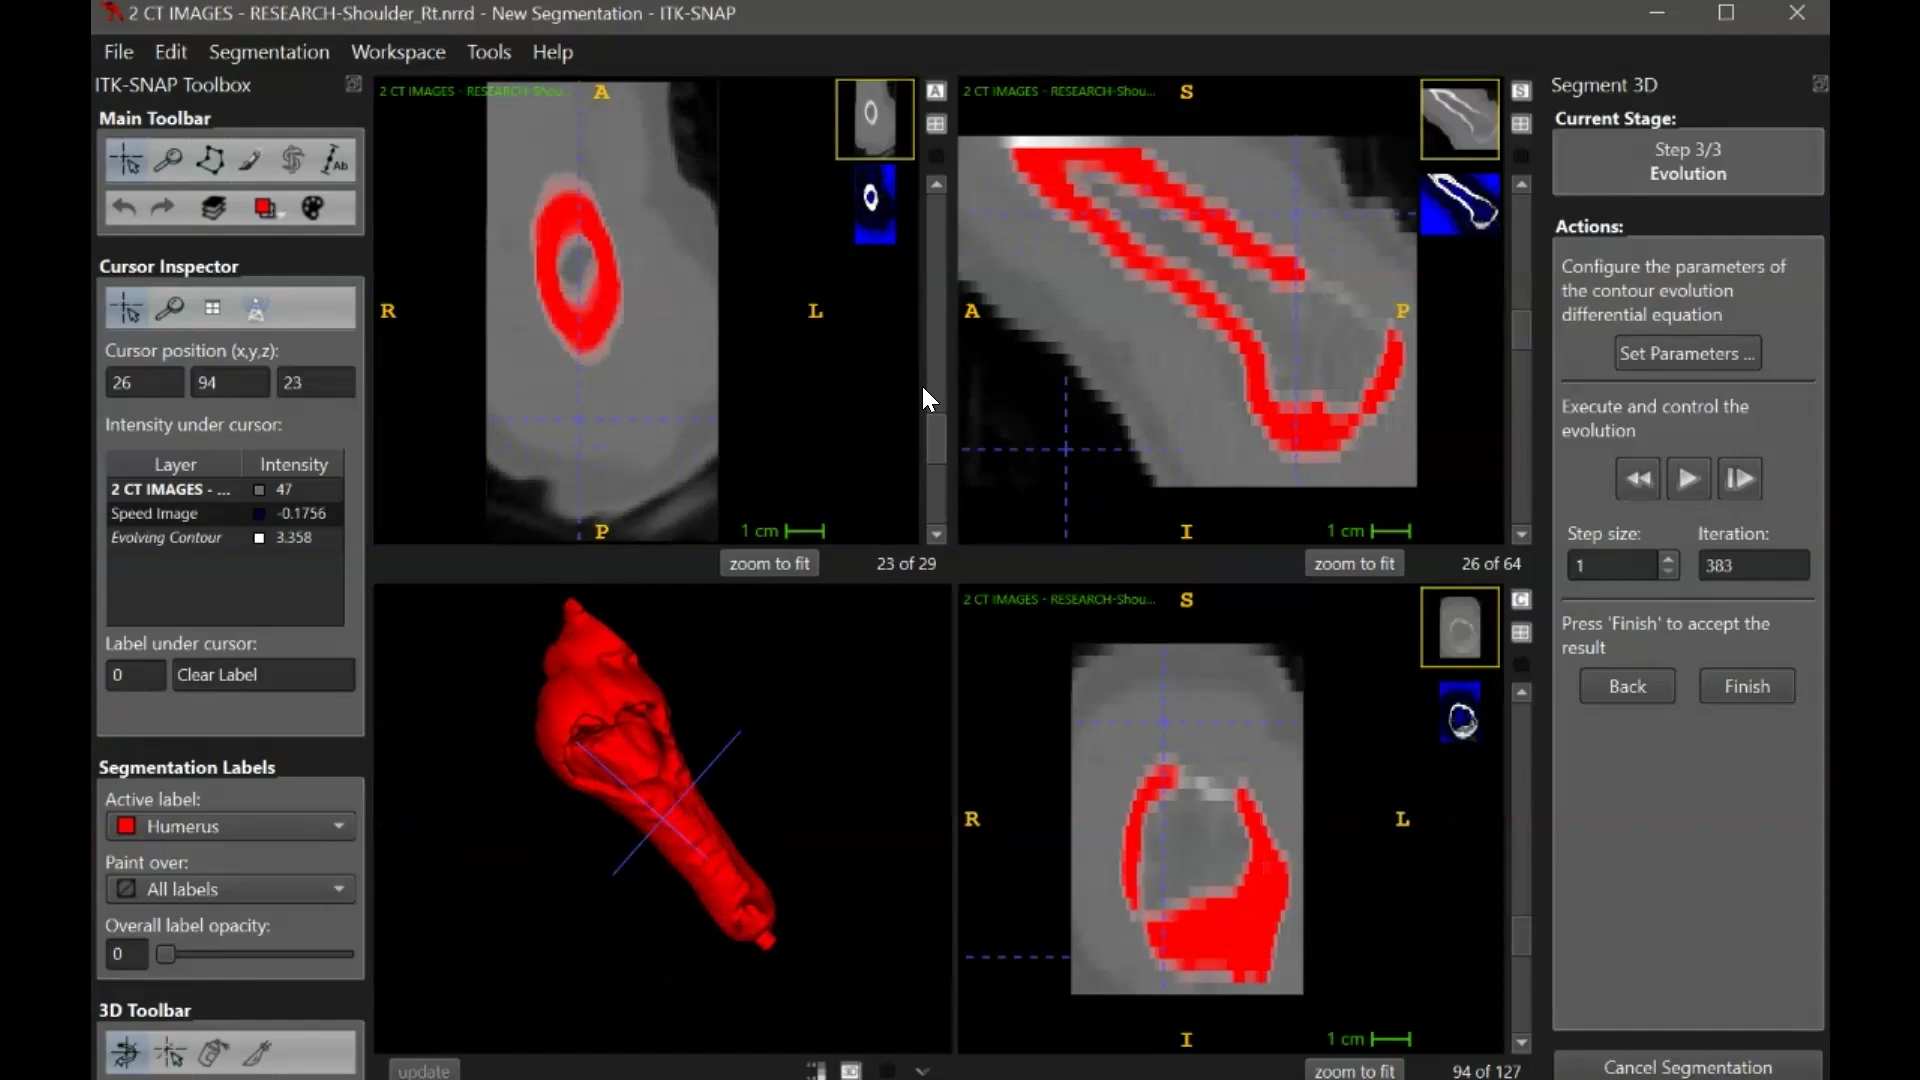 2 CT IMAGES - RESEARCH-Shoulder_Rt.nrrd - New Segmentation - ITK-SNAP
File Edit Segmentation Workspace Tools Help
ITK-SNAP Toolbox
Main Toolbar
Ab
Cursor Inspector
Cursor position (x,y,z):
26 94 23
Intensity under cursor:
Layer Intensity
2 CT IMAGES - ... 47
Speed Image -0.1756
Evolving Contour 3.358
Label under cursor:
0 Clear Label
Segmentation Labels
Active label:
Humerus
Paint over:
All labels
Overall label opacity:
0
3D Toolbar
2 CT IMAGES - RESEARCH-Shou...
A
A
R
L
P
1 cm
zoom to fit 23 of 29
2 CT IMAGES - RESEARCH-Shou...
S
S
A
P
I
1 cm
zoom to fit 26 of 64
update
3D
2 CT IMAGES - RESEARCH-Shou...
S
C
R
L
I
1 cm
zoom to fit 94 of 127
Segment 3D
Current Stage:
Step 3/3
Evolution
Actions:
Configure the parameters of
the contour evolution
differential equation
Set Parameters ...
Execute and control the
evolution
Step size: Iteration:
1 383
Press 'Finish' to accept the
result
Back Finish
Cancel Segmentation